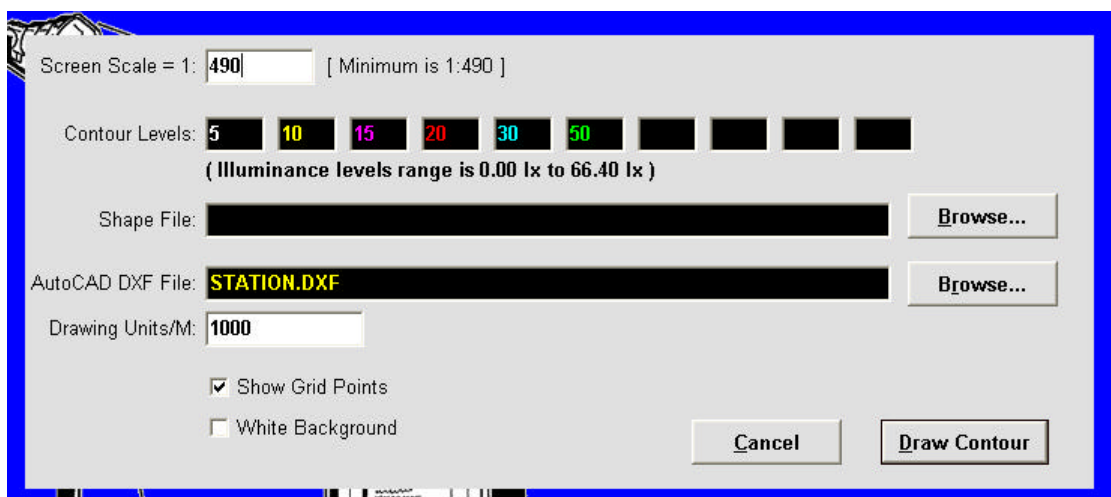 Screen Scale = 1: 490 [ Minimum is 1:490 ]
Contour Levels: 5 10 15 20 30 50
( Illuminance levels range is 0.00 lx to 66.40 lx )
Shape File: Browse...
AutoCAD DXF File: STATION.DXF Browse...
Drawing Units/M: 1000
Show Grid Points
White Background
Cancel Draw Contour